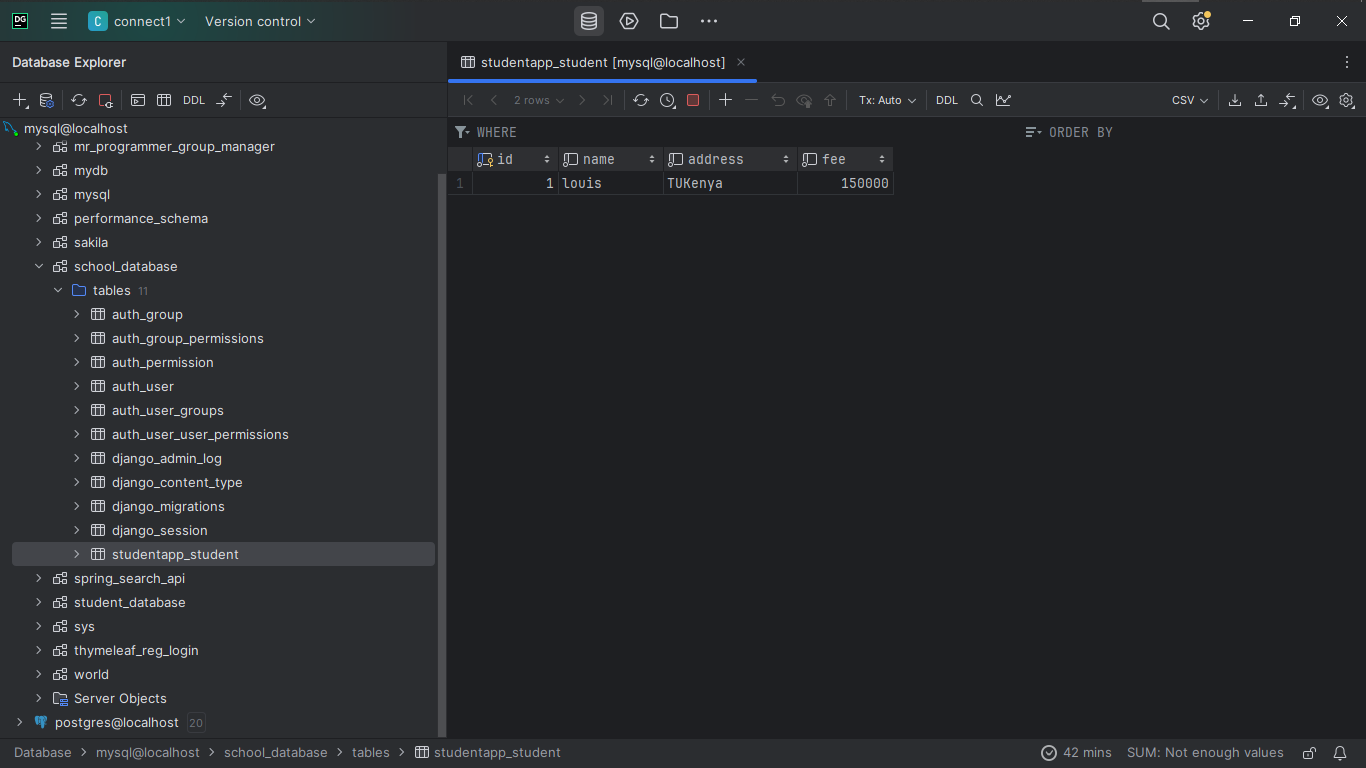 DG
C connect1 Version control
Database Explorer
studentapp_student [mysql@localhost]
DDL
2 rows Tx: Auto DDL CSV
mysql@localhost
WHERE ORDER BY
mr_programmer_group_manager
mydb
mysql
performance_schema
sakila
school_database
tables 11
auth_group
auth_group_permissions
auth_permission
auth_user
auth_user_groups
auth_user_user_permissions
django_admin_log
django_content_type
django_migrations
django_session
studentapp_student
spring_search_api
student_database
sys
thymeleaf_reg_login
world
Server Objects
postgres@localhost 20
id name address fee
1 1 louis TUKenya 150000
Database mysql@localhost school_database tables studentapp_student
42 mins SUM: Not enough values